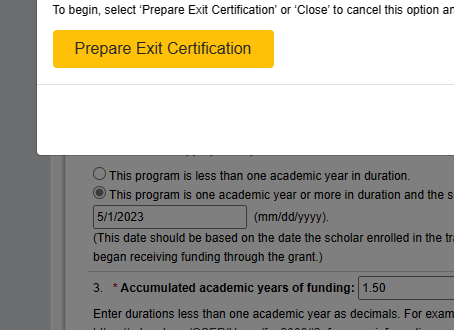 To begin, select 'Prepare Exit Certification' or 'Close' to cancel this option an
Prepare Exit Certification
This program is less than one academic year in duration.
This program is one academic year or more in duration and the s
5/1/2023 (mm/dd/yyyy).
(This date should be based on the date the scholar enrolled in the tr
began receiving funding through the grant.)
3. * Accumulated academic years of funding: 1.50
Enter durations less than one academic year as decimals. For exam